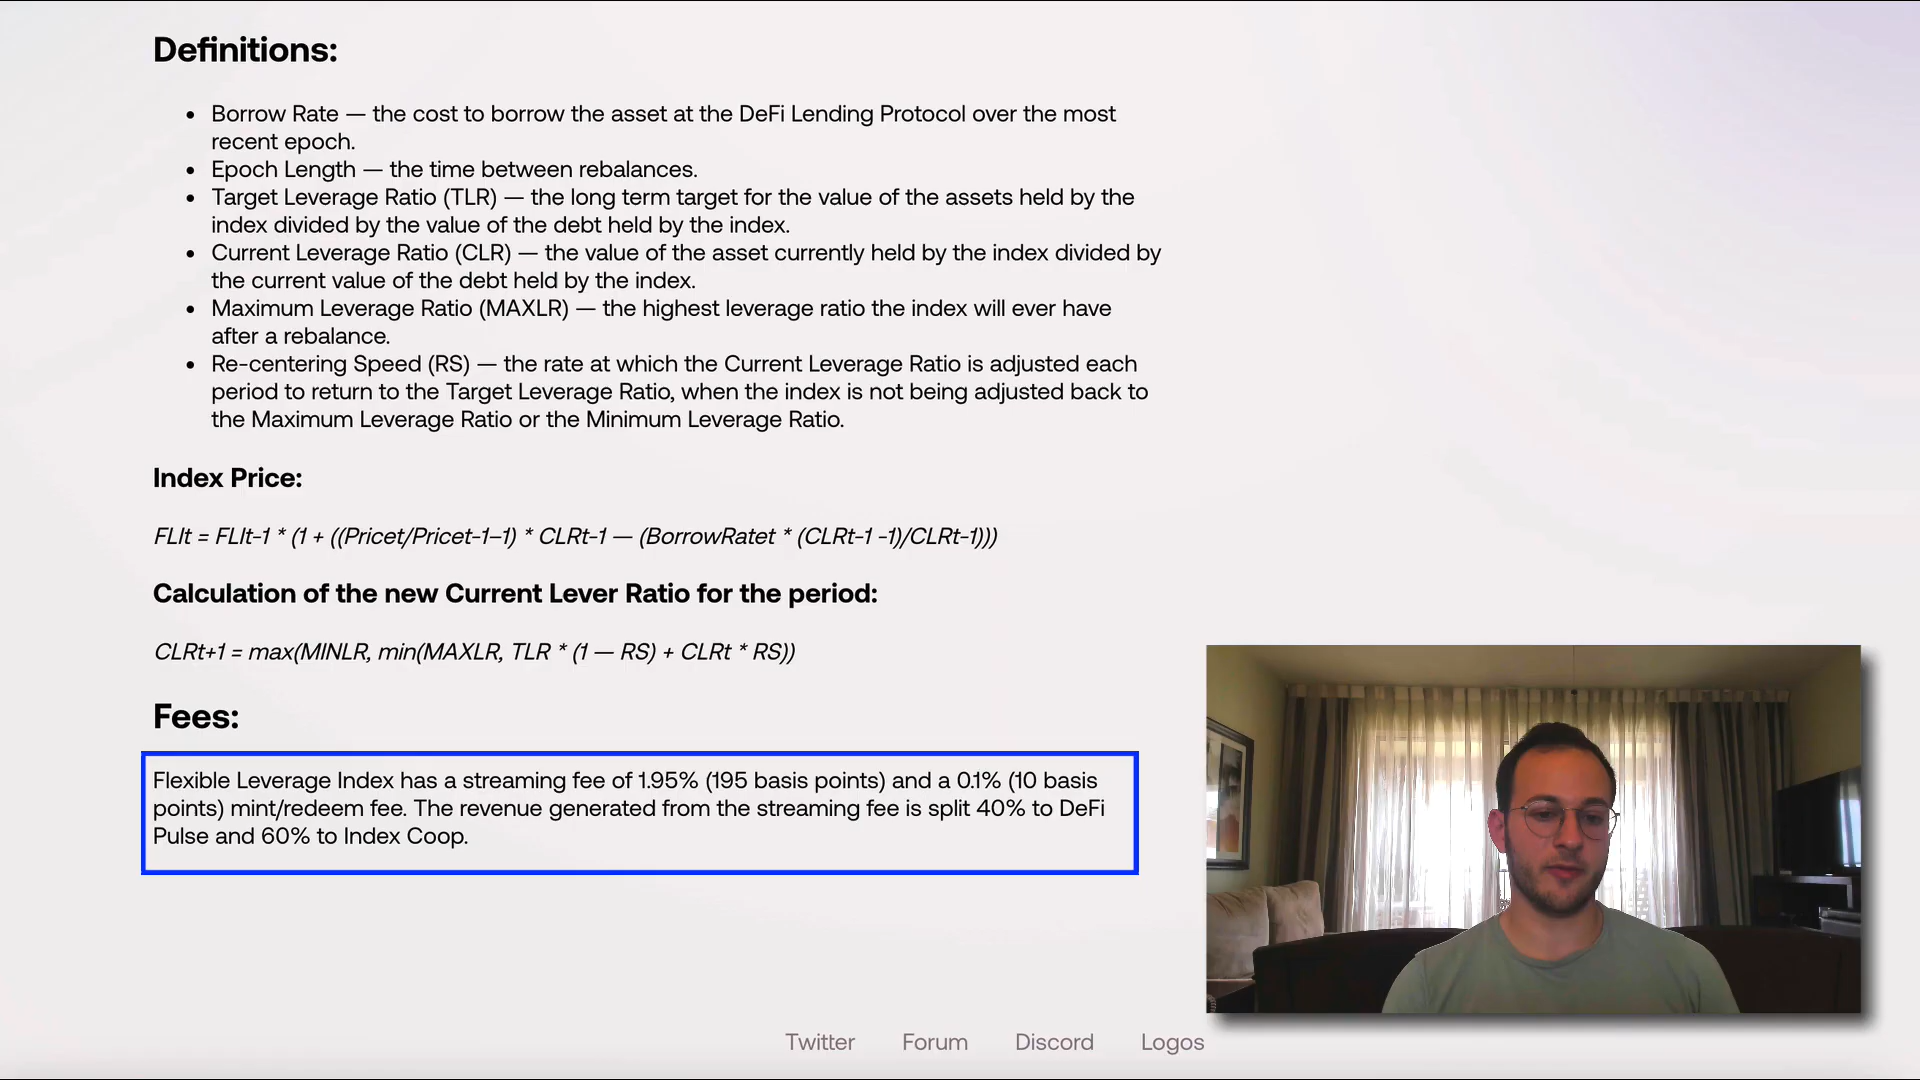 Definitions:
• Borrow Rate — the cost to borrow the asset at the DeFi Lending Protocol over the most
recent epoch.
• Epoch Length — the time between rebalances.
• Target Leverage Ratio (TLR) — the long term target for the value of the assets held by the
index divided by the value of the debt held by the index.
• Current Leverage Ratio (CLR) — the value of the asset currently held by the index divided by
the current value of the debt held by the index.
• Maximum Leverage Ratio (MAXLR) — the highest leverage ratio the index will ever have
after a rebalance.
• Re-centering Speed (RS) — the rate at which the Current Leverage Ratio is adjusted each
period to return to the Target Leverage Ratio, when the index is not being adjusted back to
the Maximum Leverage Ratio or the Minimum Leverage Ratio.
Index Price:
FLIt = FLIt-1 * (1 + ((Pricet/Pricet-1–1) * CLRt-1 — (BorrowRatet * (CLRt-1 -1)/CLRt-1)))
Calculation of the new Current Lever Ratio for the period:
CLRt+1 = max(MINLR, min(MAXLR, TLR * (1 — RS) + CLRt * RS))
Fees:
Flexible Leverage Index has a streaming fee of 1.95% (195 basis points) and a 0.1% (10 basis
points) mint/redeem fee. The revenue generated from the streaming fee is split 40% to DeFi
Pulse and 60% to Index Coop.
Twitter Forum Discord Logos